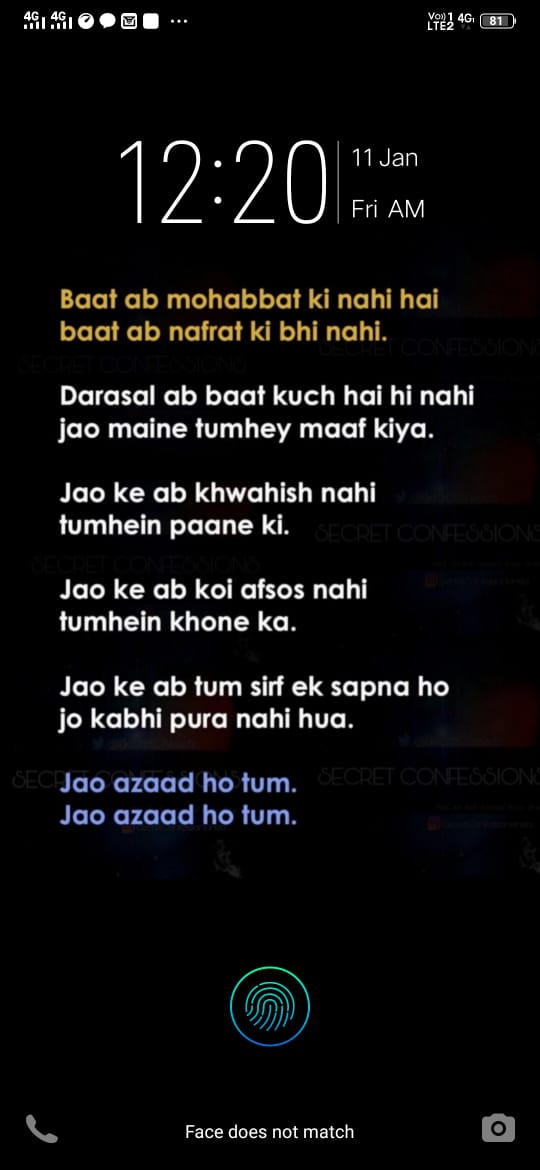 4G 4G
Vo)) 1 4G
LTE2
81
12:20
11 Jan
Fri AM
Baat ab mohabbat ki nahi hai
baat ab nafrat ki bhi nahi.
SECRET CONFESSIONS
SECRET CONFESSIONS
Darasal ab baat kuch hai hi nahi
jao maine tumhey maaf kiya.
Jao ke ab khwahish nahi
tumhein paane ki.
SECRET CONFESSIONS
SECRET CONFESSIONS
Jao ke ab koi afsos nahi
tumhein khone ka.
Jao ke ab tum sirf ek sapna ho
jo kabhi pura nahi hua.
SECRET CONFESSIONS
Jao azaad ho tum.
Jao azaad ho tum.
Face does not match